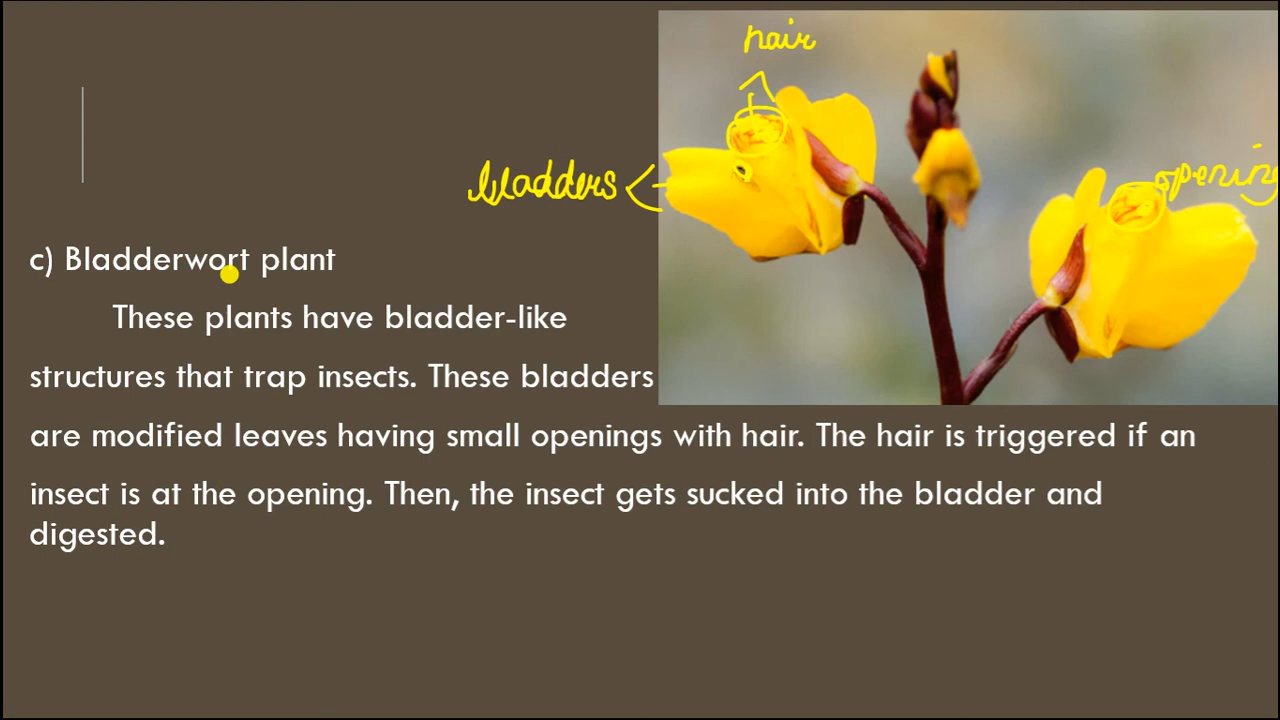 hair
bladders
opening
c) Bladderwort plant
These plants have bladder-like
structures that trap insects. These bladders
are modified leaves having small openings with hair. The hair is triggered if an
insect is at the opening. Then, the insect gets sucked into the bladder and
digested.